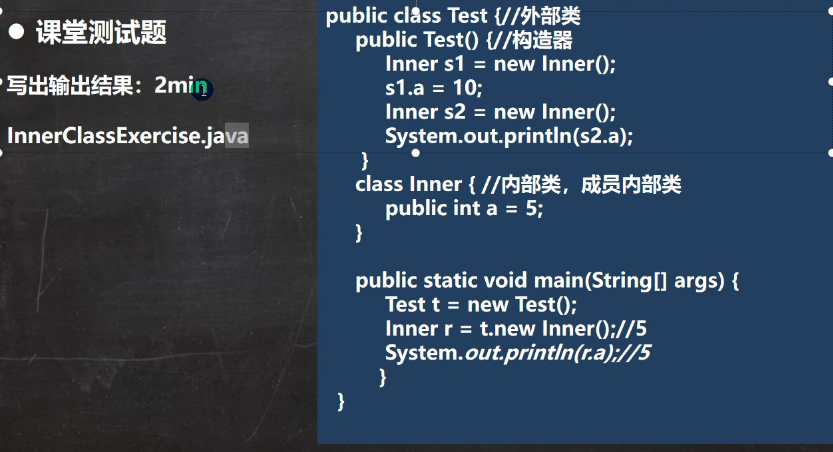 ● 课堂测试题
写出输出结果：2min
InnerClassExercise.java
public class Test {//外部类
public Test() {//构造器
Inner s1 = new Inner();
s1.a = 10;
Inner s2 = new Inner();
System.out.println(s2.a);
}
class Inner { //内部类，成员内部类
public int a = 5;
}
public static void main(String[] args) {
Test t = new Test();
Inner r = t.new Inner();//5
System.out.println(r.a);//5
}
}